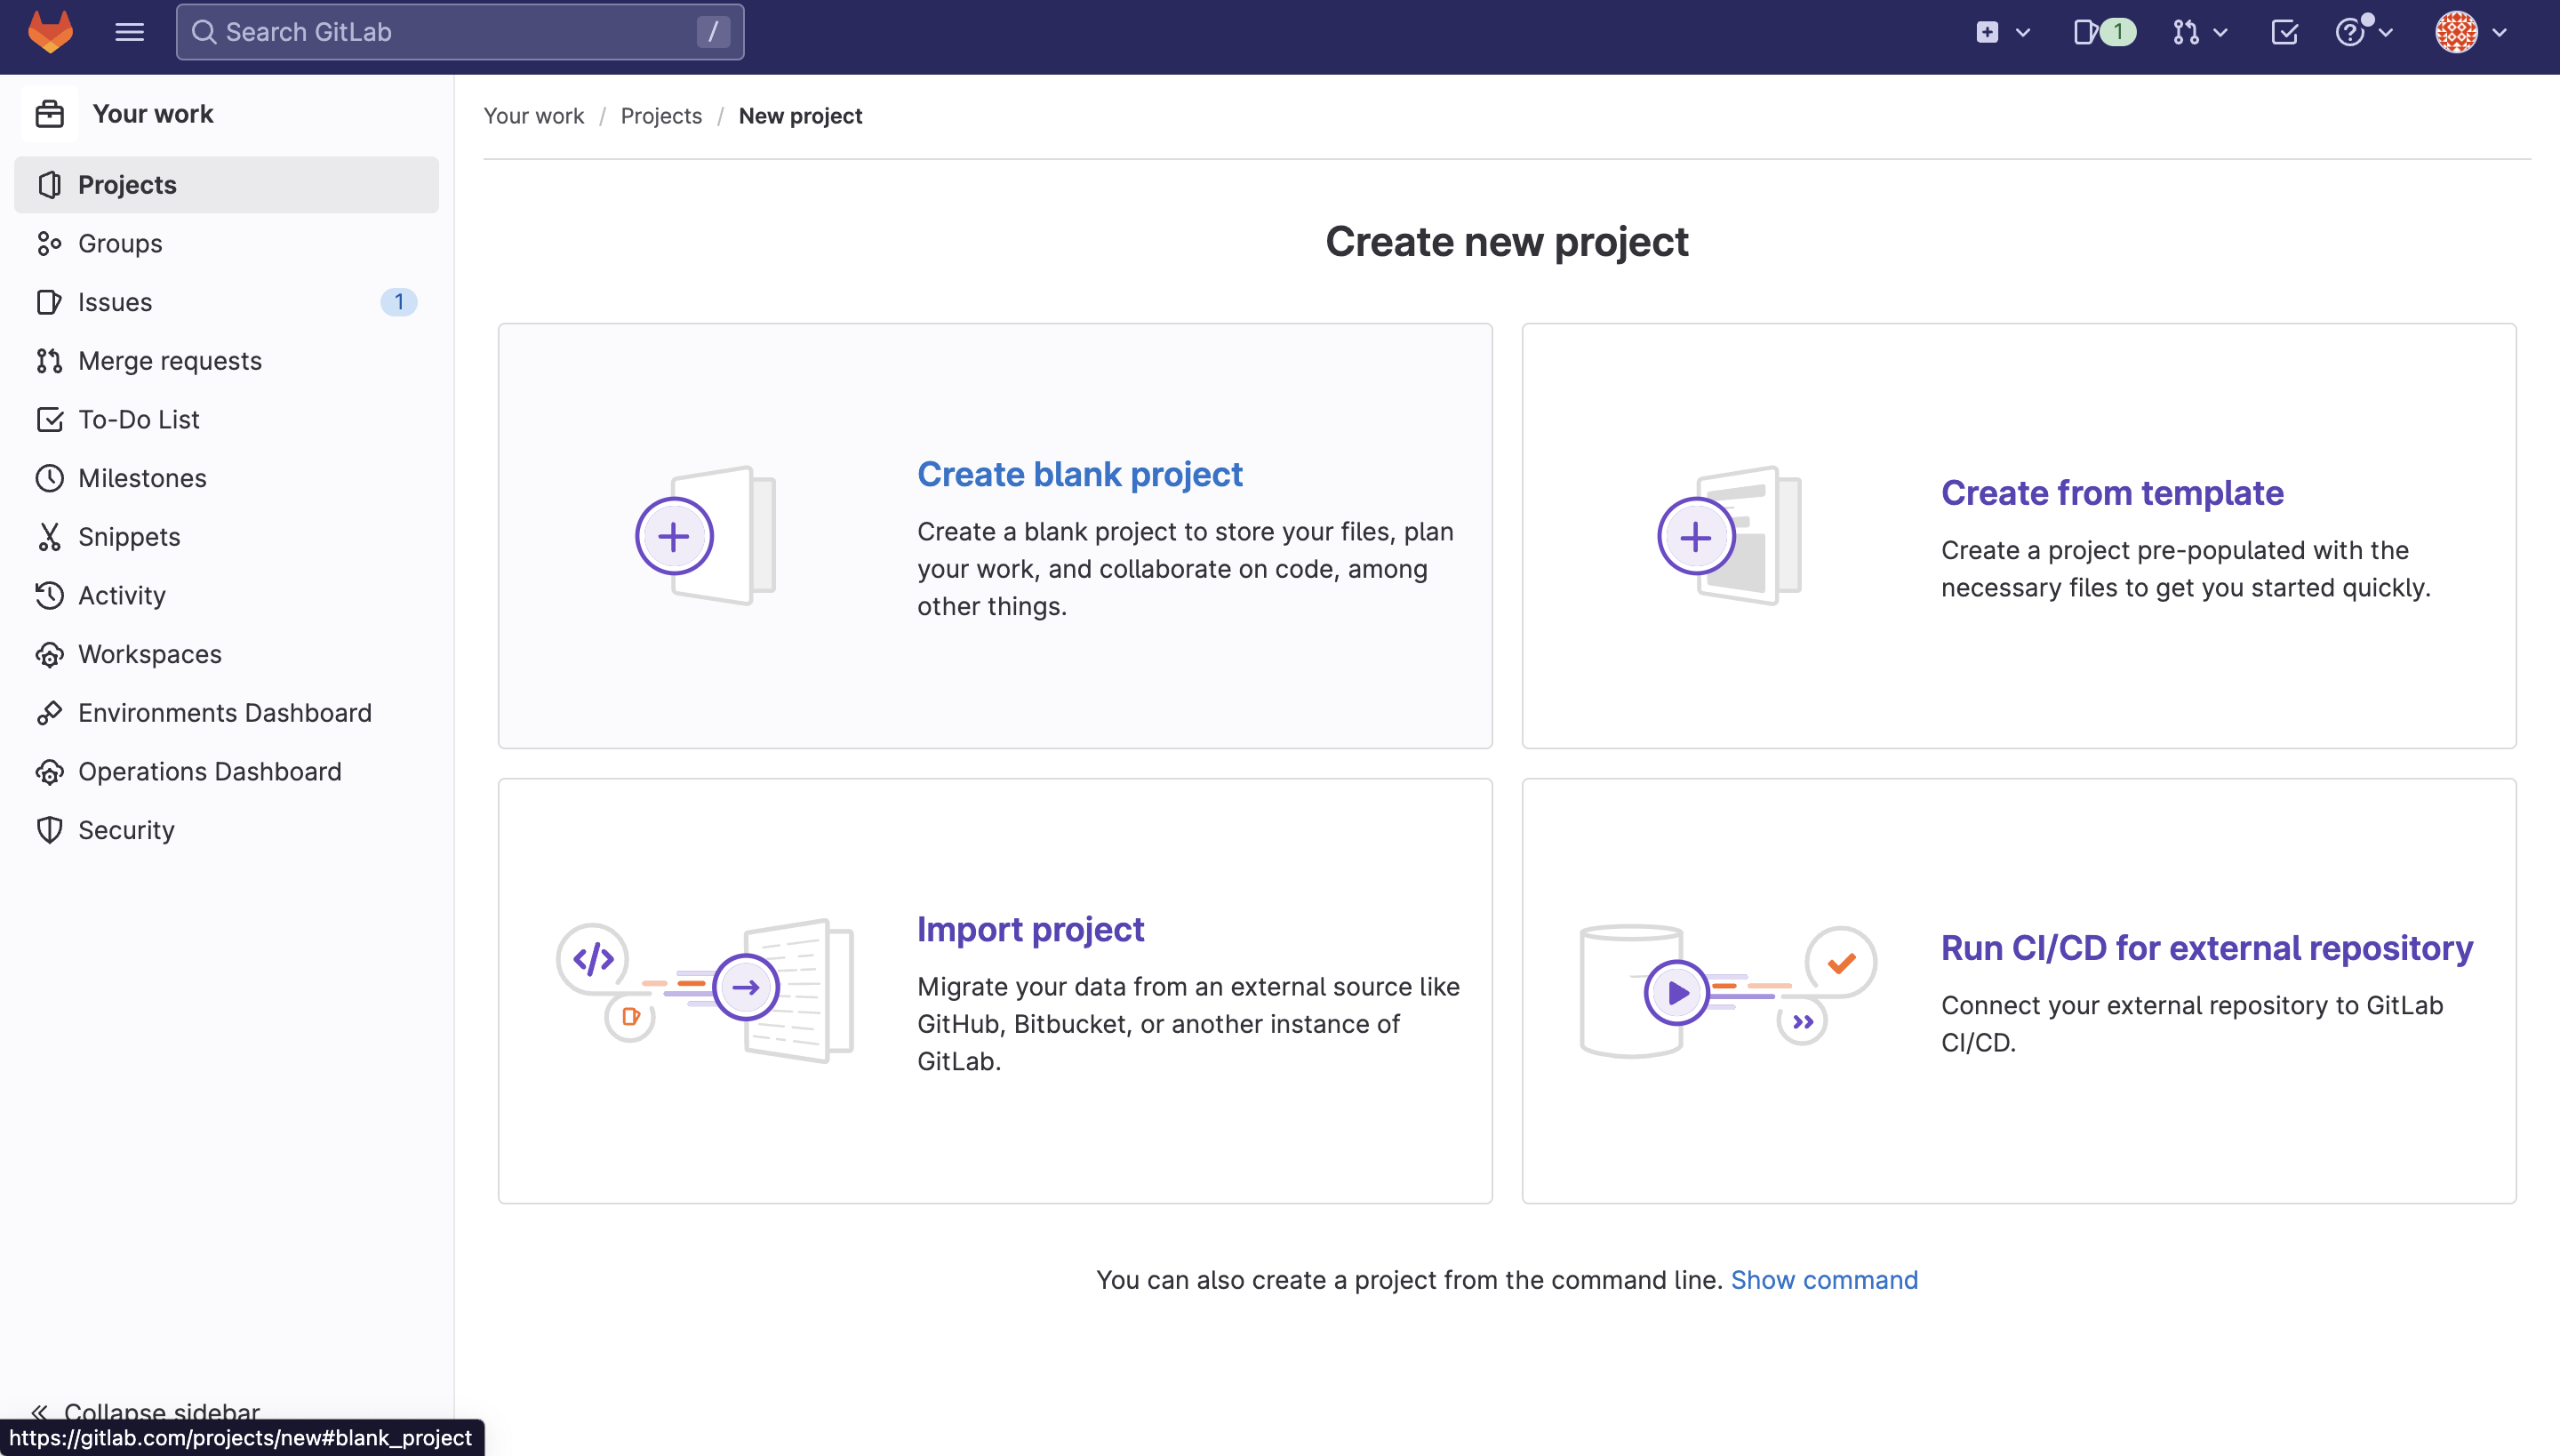 Search GitLab
/
1
Your work
Projects
Groups
Issues
1
Merge requests
To-Do List
Milestones
Snippets
Activity
Workspaces
Environments Dashboard
Operations Dashboard
Security
Collapse sidebar
https://gitlab.com/projects/new#blank_project
Your work / Projects / New project
Create new project
Create blank project
Create a blank project to store your files, plan
your work, and collaborate on code, among
other things.
Create from template
Create a project pre-populated with the
necessary files to get you started quickly.
Import project
Migrate your data from an external source like
GitHub, Bitbucket, or another instance of
GitLab.
Run CI/CD for external repository
Connect your external repository to GitLab
CI/CD.
You can also create a project from the command line. Show command